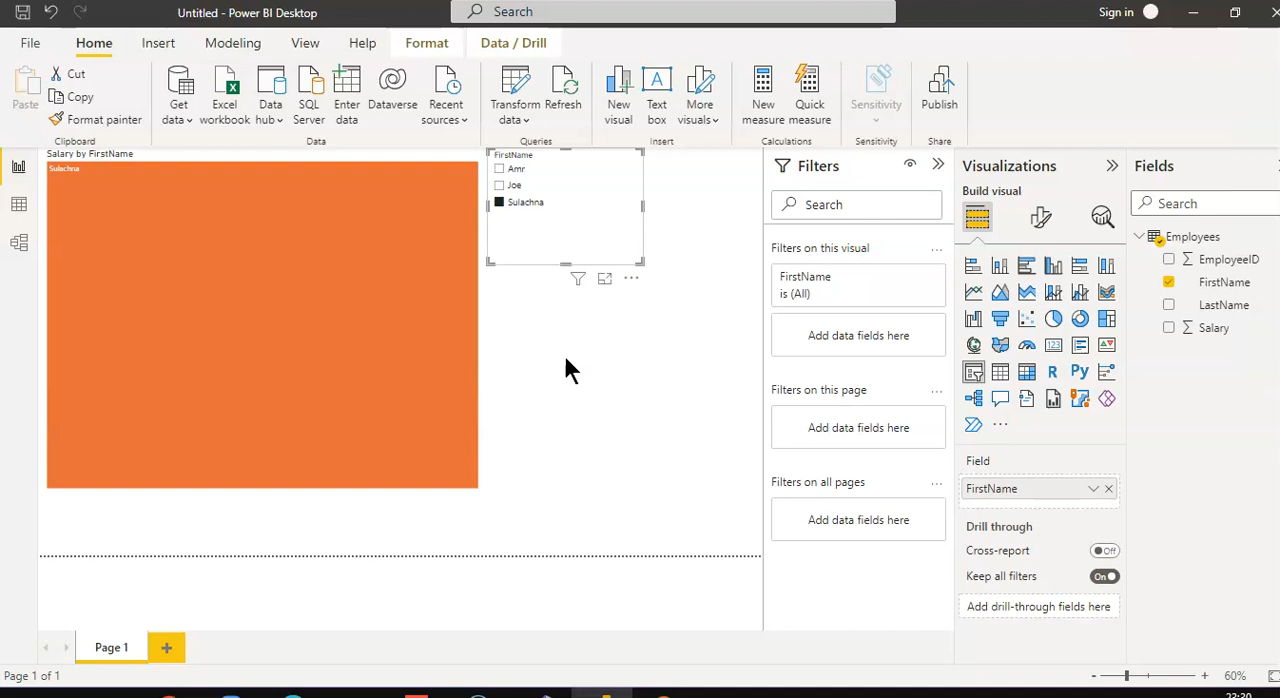 Untitled - Power BI Desktop
Search
Sign in
File
Home
Insert
Modeling
View
Help
Format
Data / Drill
Paste
Cut
Copy
Format painter
Clipboard
Get data
Excel workbook
Data hub
SQL Server
Enter data
Dataverse
Recent sources
Data
Transform data
Refresh
Queries
New visual
Text box
More visuals
Insert
New measure
Quick measure
Calculations
Sensitivity
Sensitivity
Publish
Share
Salary by FirstName
Sulachna
FirstName
Amr
Joe
Sulachna
Filters
Search
Filters on this visual
FirstName
is (All)
Add data fields here
Filters on this page
Add data fields here
Filters on all pages
Add data fields here
Visualizations
Build visual
123
R
Py
Field
FirstName
Drill through
Cross-report
Off
Keep all filters
On
Add drill-through fields here
Fields
Search
Employees
EmployeeID
FirstName
LastName
Salary
Page 1
Page 1 of 1
60%